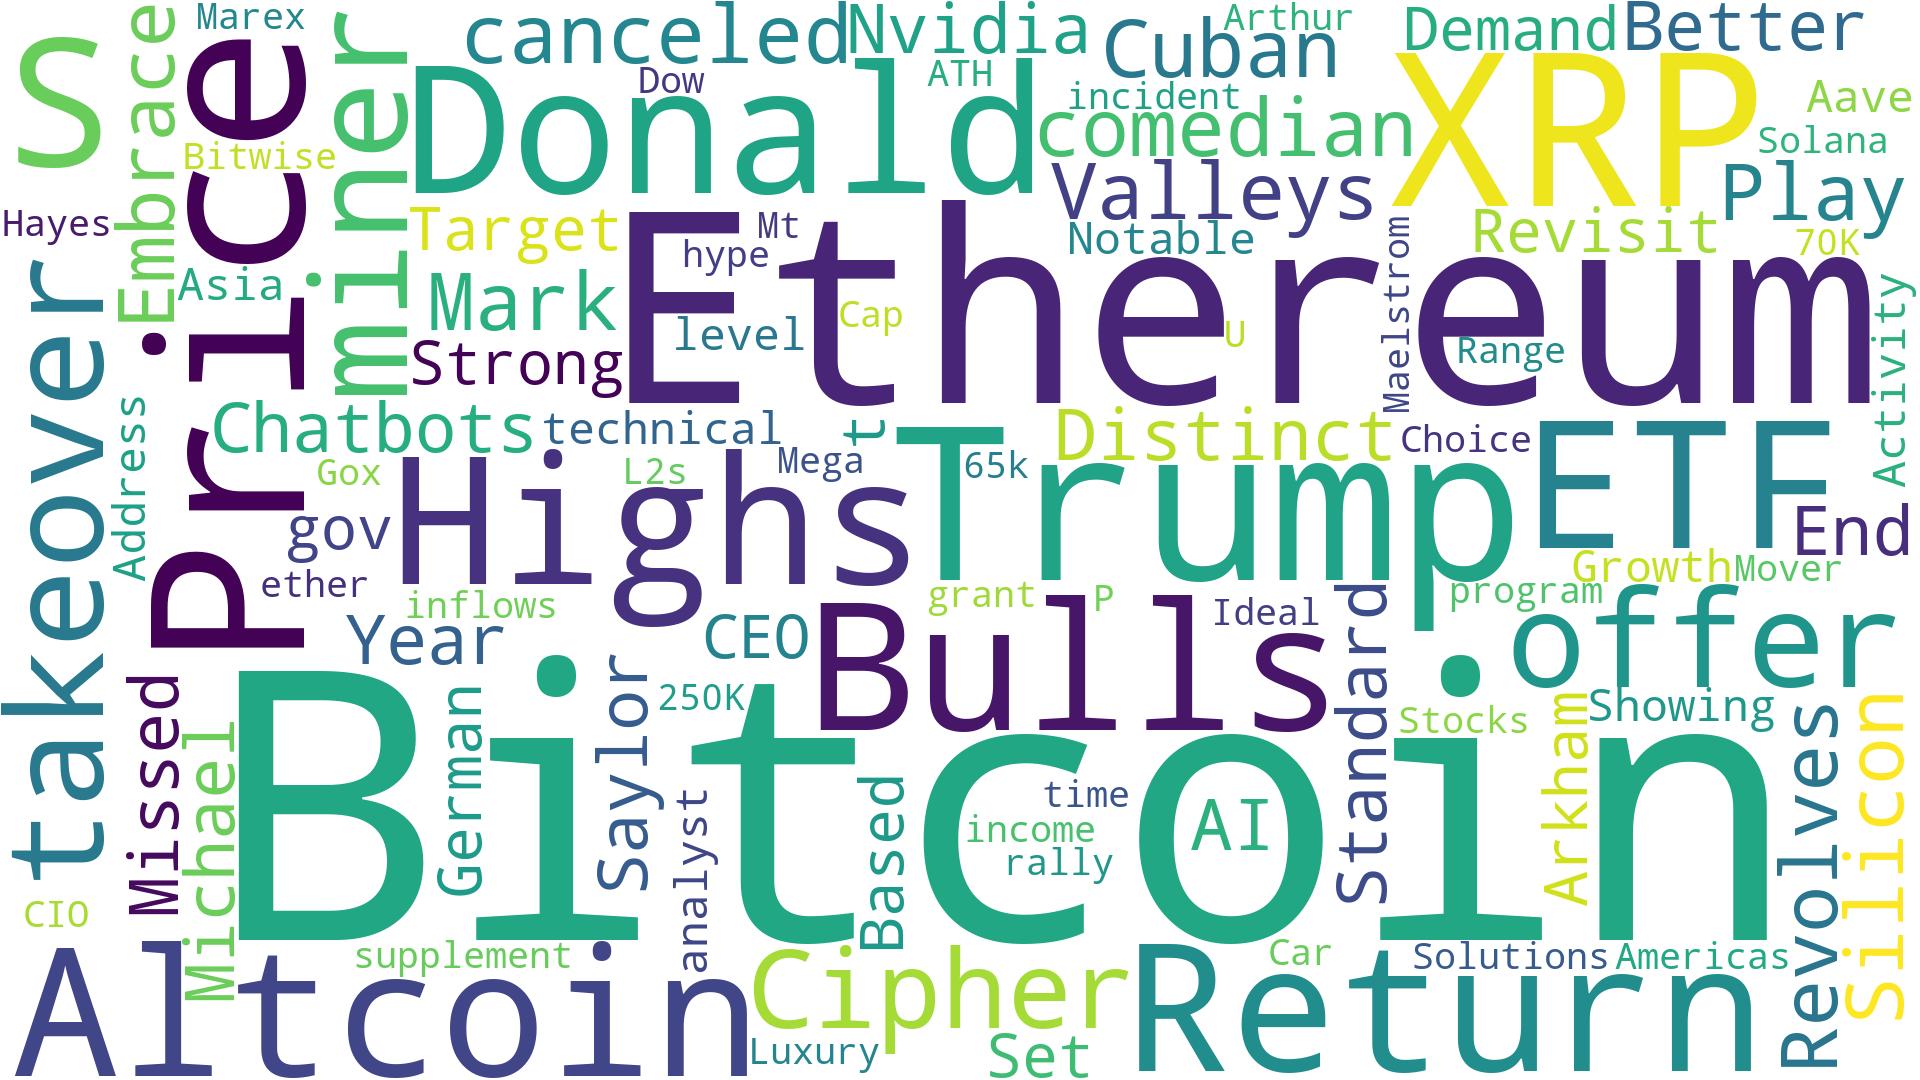 Marex
canceled
Nvidia
Cuban
Arthur
Demand
Better
S
Embrace
Price
miner
Donald
Dow
ATH
incident
comedian
XRP
Aave
Solana
Bitwise
Valleys
Play
Hayes
Target
Mt
hype
Notable
Revisit
70K
Asia
Mark
Ethereum
Maelstrom
Activity
level
Cap
U
Range
Strong
takeover
Address
Chatbots
technical
t
Distinct
Choice
ETF
Gox
L2s
Mega
65k
Trump
Highs
gov
End
ether
inflows
grant
P
Ideal
Growth
Mover
program
Year
CEO
Bulls
Standard
offer
Missed
Michael
German
Saylor
250K
Stocks
Showing
Arkham
Revolves
Silicon
Bitcoin
analyst
Based
time
income
rally
AI
CIO
supplement
Altcoin
Cipher
Return
Car
Solutions
Americas
Luxury
Set